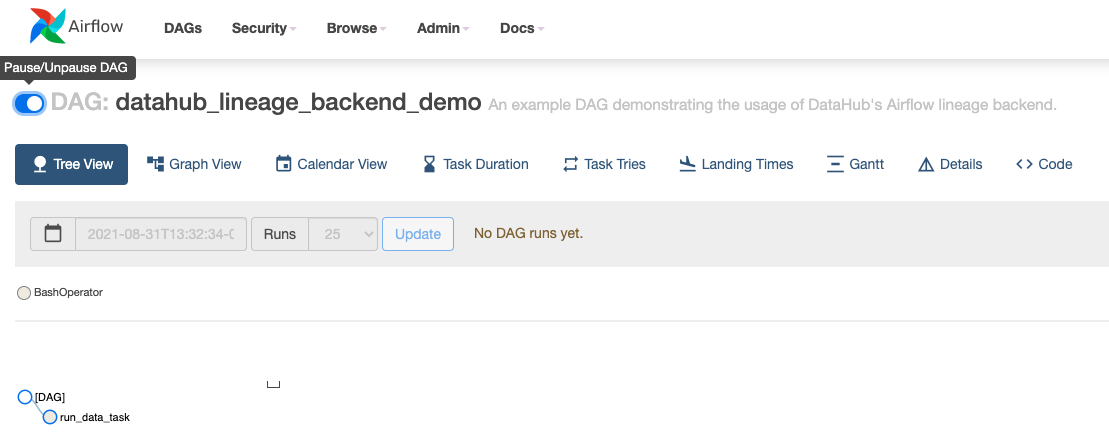 Airflow DAGs Security Browse Admin Docs
Pause/Unpause DAG
DAG: datahub_lineage_backend_demo An example DAG demonstrating the usage of DataHub's Airflow lineage backend.
Tree View Graph View Calendar View Task Duration Task Tries Landing Times Gantt Details Code
2021-08-31T13:32:34- Runs 25 Update No DAG runs yet.
BashOperator
[DAG]
run_data_task